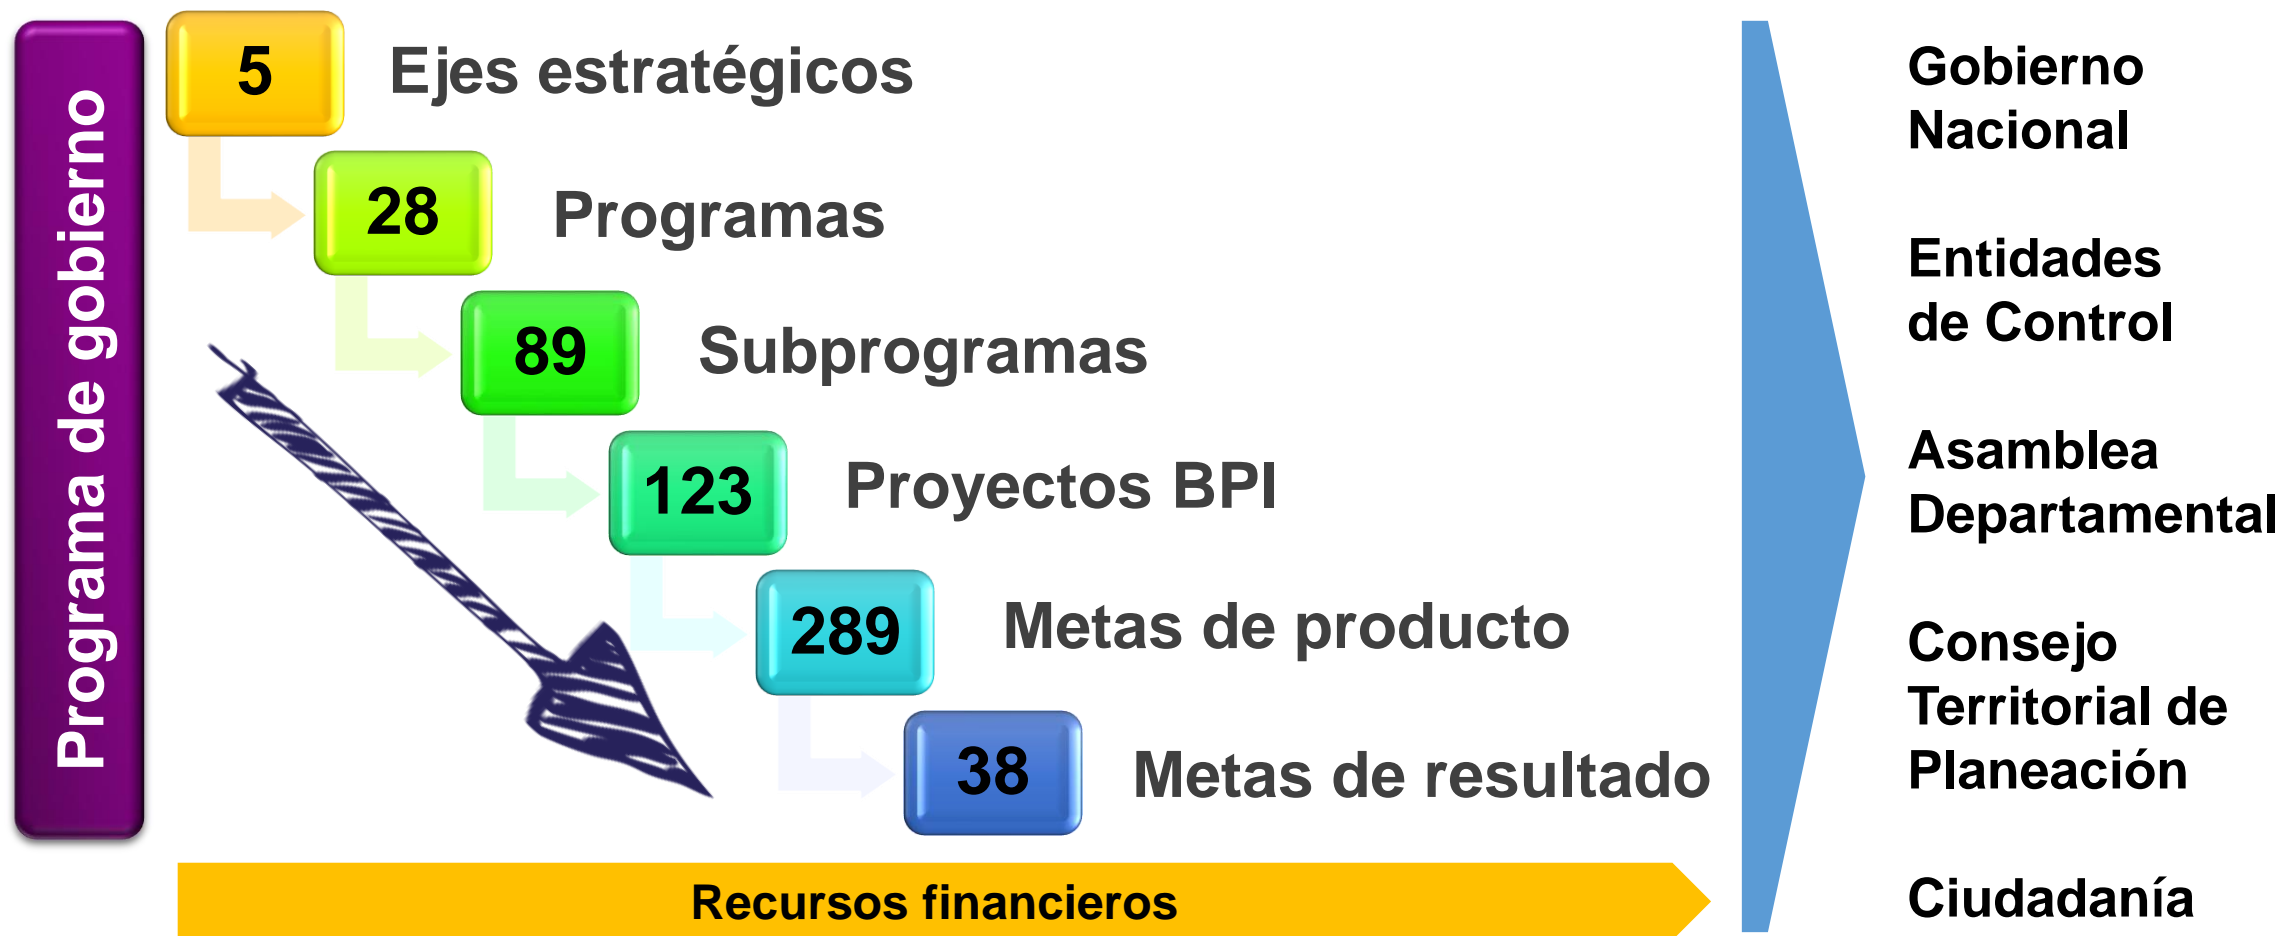 Programa de gobierno
5
Ejes estratégicos
28
Programas
89
Subprogramas
123
Proyectos BPI
289
Metas de producto
38
Metas de resultado
Recursos financieros
Gobierno
Nacional
Entidades
de Control
Asamblea
Departamental
Consejo
Territorial de
Planeación
Ciudadanía